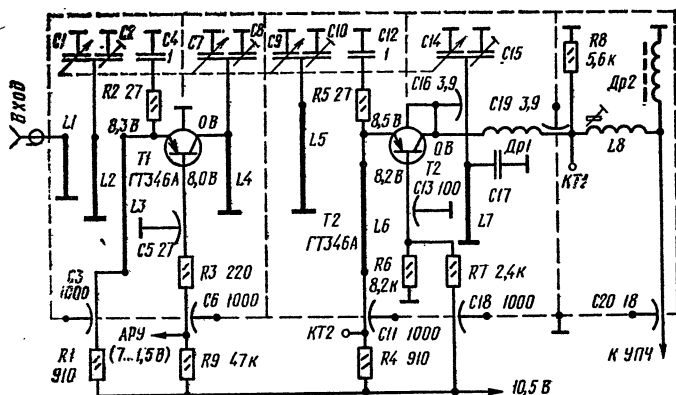 C1
C2
C4
1
C7
C8
C9
C10
C12
1
C14
C15
R8
5,6к
Др2
ВХОД
R2 27
R5 27
C16 3,9
C19 3,9
L1
8,3В
0В
L5
8,5В
0В
Др1
L8
КТ2
L2
Т1
ГТ346А
8,0В
L4
8,2В
Т2
C13 100
C17
L3
Т2
ГТ346А
L6
L7
C5 27
R3 220
R6
8,2к
R7 2,4к
C3
1000
C6 1000
C18 1000
C20 18
АРУ
(7...1,5В)
КТ2
C11 1000
R1
910
R9 47к
R4 910
10,5 В
К УПЧ